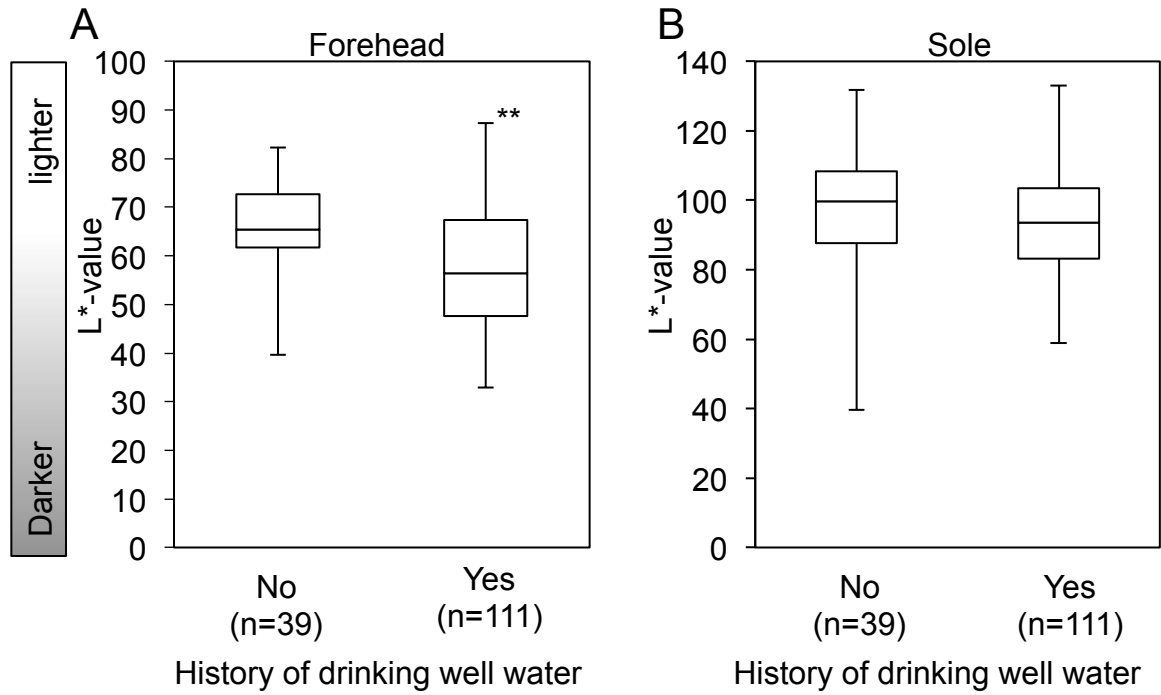 A
Forehead
lighter
Darker
L*-value
100
90
80
70
60
50
40
30
20
10
0
**
No
(n=39)
Yes
(n=111)
History of drinking well water
B
Sole
L*-value
140
120
100
80
60
40
20
0
No
(n=39)
Yes
(n=111)
History of drinking well water